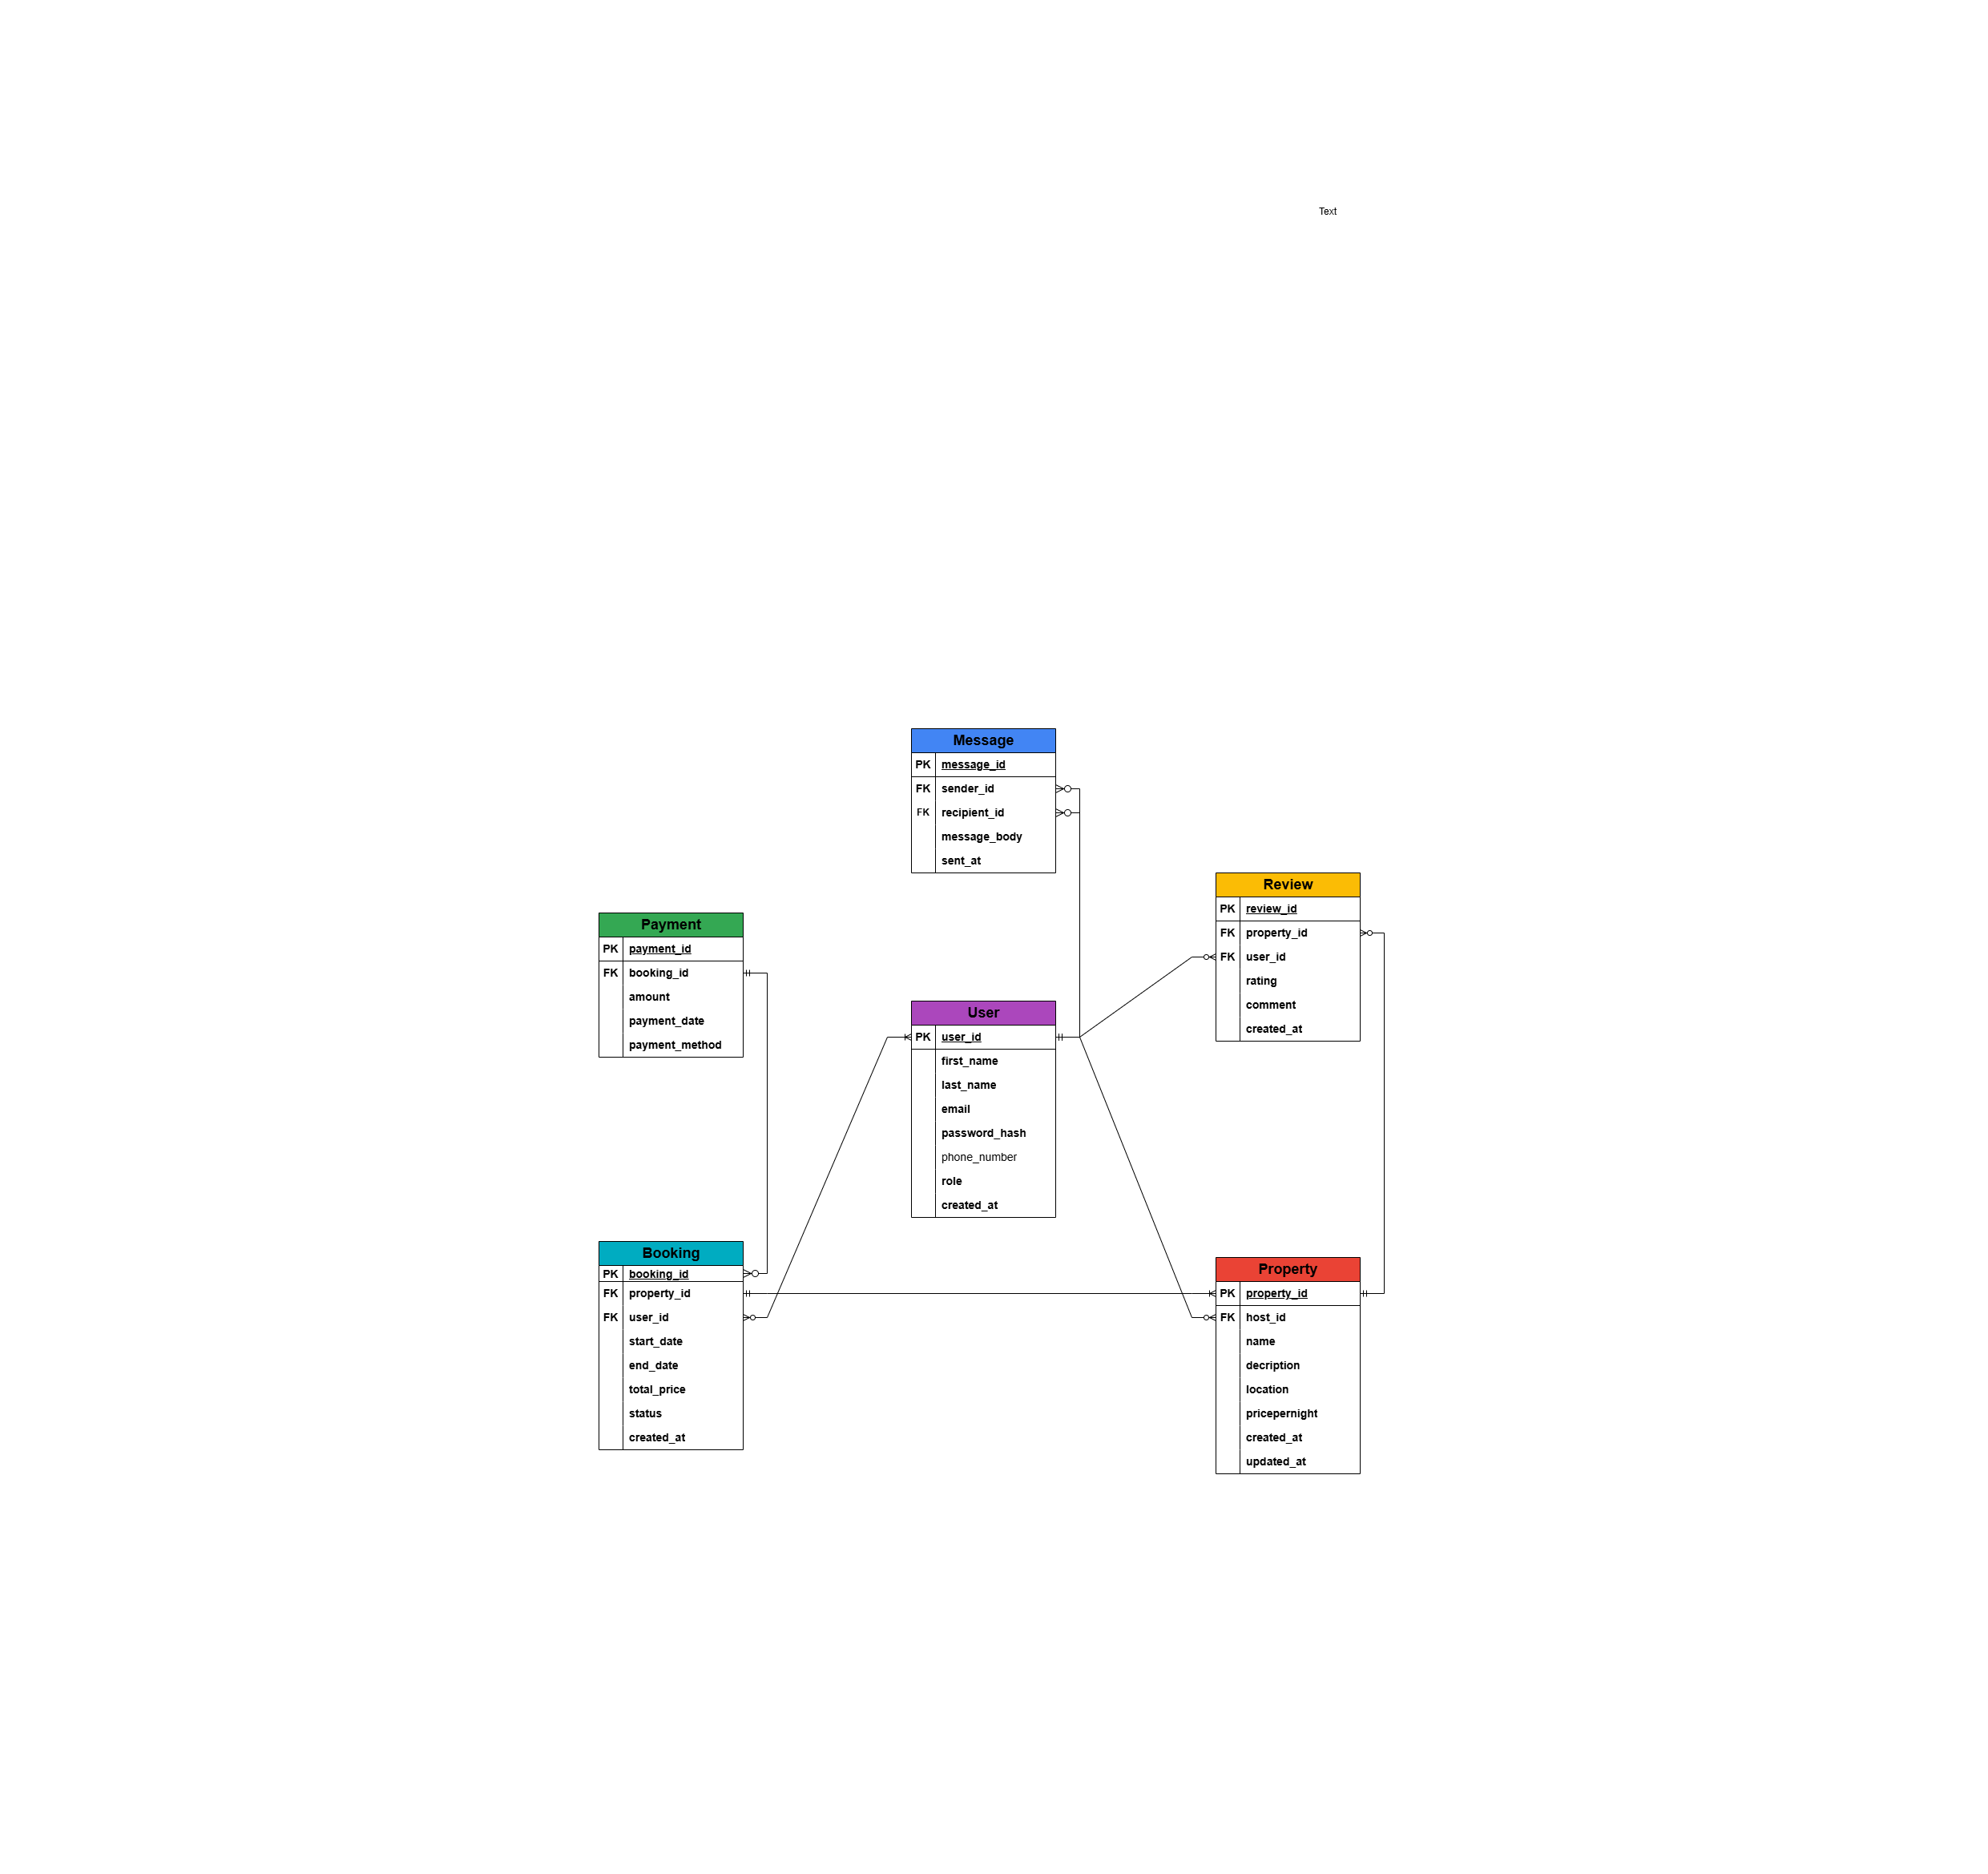 Text
Message
PK message_id
FK sender_id
FK recipient_id
message_body
sent_at
Review
PK review_id
FK property_id
FK user_id
rating
comment
created_at
Payment
PK payment_id
FK booking_id
amount
payment_date
payment_method
User
PK user_id
first_name
last_name
email
password_hash
phone_number
role
created_at
Booking
PK booking_id
FK property_id
FK user_id
start_date
end_date
total_price
status
created_at
Property
PK property_id
FK host_id
name
decription
location
pricepernight
created_at
updated_at